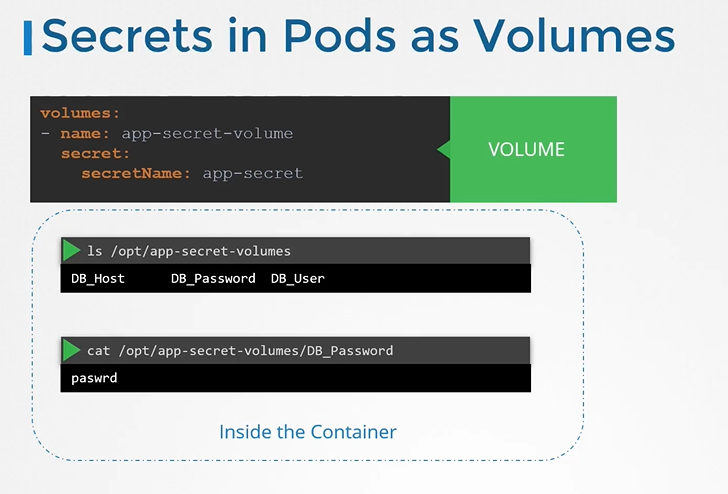 Secrets in Pods as Volumes
volumes:
- name: app-secret-volume
secret:
secretName: app-secret
VOLUME
ls /opt/app-secret-volumes
DB_Host DB_Password DB_User
cat /opt/app-secret-volumes/DB_Password
paswrd
Inside the Container